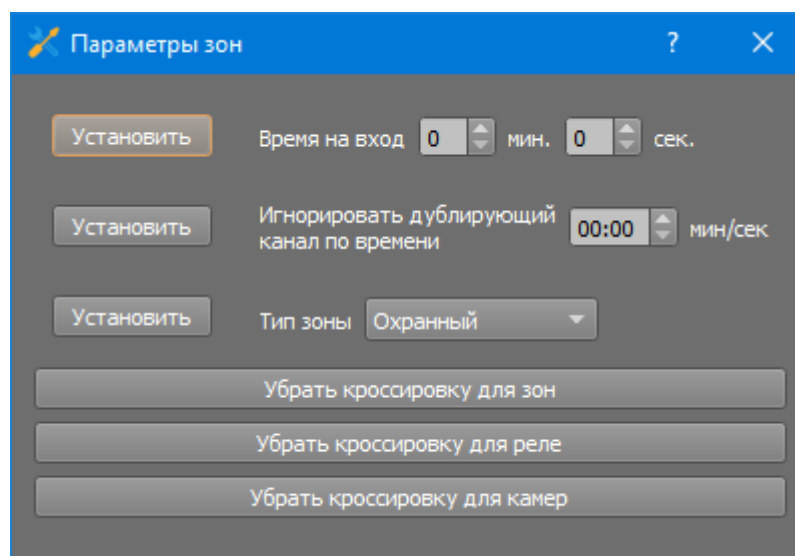 Параметры зон ?
Установить Время на вход 0 мин. 0 сек.
Игнорировать дублирующий
Установить 00:00 мин/сек
канал по времени
Установить Тип зоны Охранный
Убрать кроссировку для зон
Убрать кроссировку для реле
Убрать кроссировку для камер